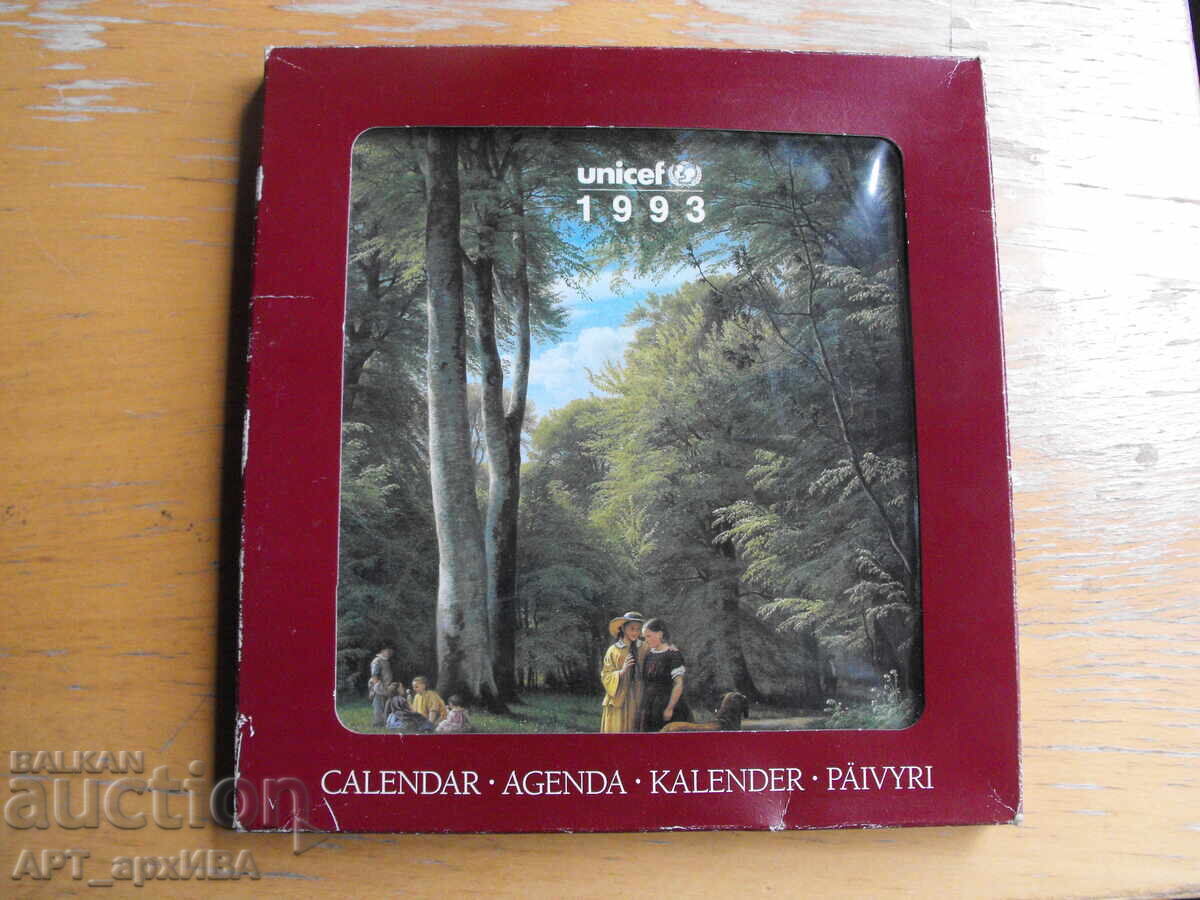 unicef
1993
CALENDAR · AGENDA · KALENDER · PÄIVYRI
BALKAN
auction
АРТ_архИВА